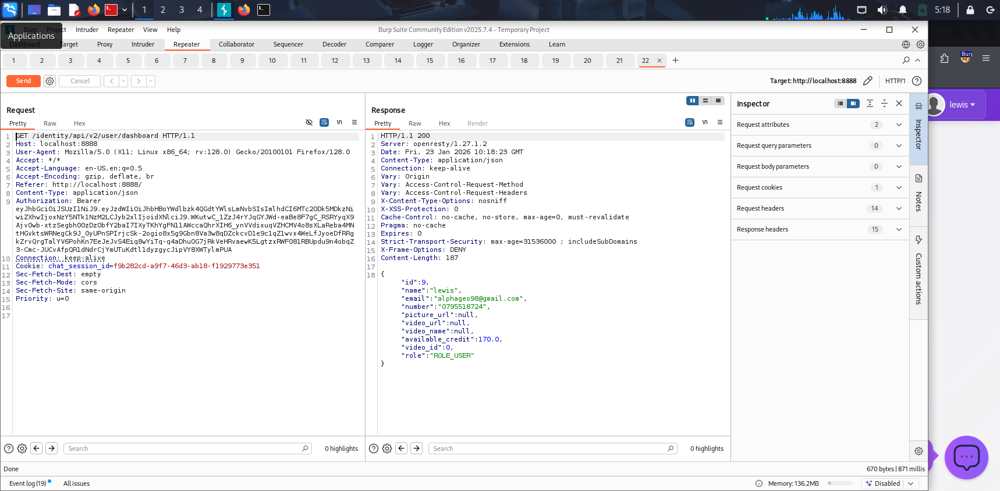 1 2 3 4 5:18
Burp Project Intruder Repeater View Help Burp Suite Community Edition v2025.7.4 - Temporary Project
Applications
Dashboard Target Proxy Intruder Repeater Collaborator Sequencer Decoder Comparer Logger Organizer Extensions Learn
1 2 3 4 5 6 7 8 9 10 11 12 13 14 15 16 17 18 19 20 21 22 × +
Send Cancel < > Target: http://localhost:8888 HTTP/1
Request
Pretty Raw Hex \n
1 GET /identity/api/v2/user/dashboard HTTP/1.1
2 Host: localhost:8888
3 User-Agent: Mozilla/5.0 (X11; Linux x86_64; rv:128.0) Gecko/20100101 Firefox/128.0
4 Accept: */*
5 Accept-Language: en-US,en;q=0.5
6 Accept-Encoding: gzip, deflate, br
7 Referer: http://localhost:8888/
8 Content-Type: application/json
9 Authorization: Bearer
10 Connection: keep-alive
11 Cookie: chat_session_id=f9b282cd-a9f7-46d3-ab18-f1929773e351
12 Sec-Fetch-Dest: empty
13 Sec-Fetch-Mode: cors
14 Sec-Fetch-Site: same-origin
15 Priority: u=0
16
17
Search 0 highlights
Response
Pretty Raw Hex Render \n
1 HTTP/1.1 200
2 Server: openresty/1.27.1.2
3 Date: Fri, 23 Jan 2026 10:18:23 GMT
4 Content-Type: application/json
5 Connection: keep-alive
6 Vary: Origin
7 Vary: Access-Control-Request-Method
8 Vary: Access-Control-Request-Headers
9 X-Content-Type-Options: nosniff
10 X-XSS-Protection: 0
11 Cache-Control: no-cache, no-store, max-age=0, must-revalidate
12 Pragma: no-cache
13 Expires: 0
14 Strict-Transport-Security: max-age=31536000 ; includeSubDomains
15 X-Frame-Options: DENY
16 Content-Length: 187
17
18 {
"id":9,
"name":"lewis",
"email":"alphageo98@gmail.com",
"number":"0795518724",
"picture_url":null,
"video_url":null,
"video_name":null,
"available_credit":170.0,
"video_id":0,
"role":"ROLE_USER"
}
Search 0 highlights
Inspector
Request attributes 2
Request query parameters 0
Request body parameters 0
Request cookies 1
Request headers 14
Response headers 15
Inspector
Notes
Custom actions
Burp
lewis
Done 670 bytes | 871 millis
Event log (19) All issues Memory: 136.2MB Disabled